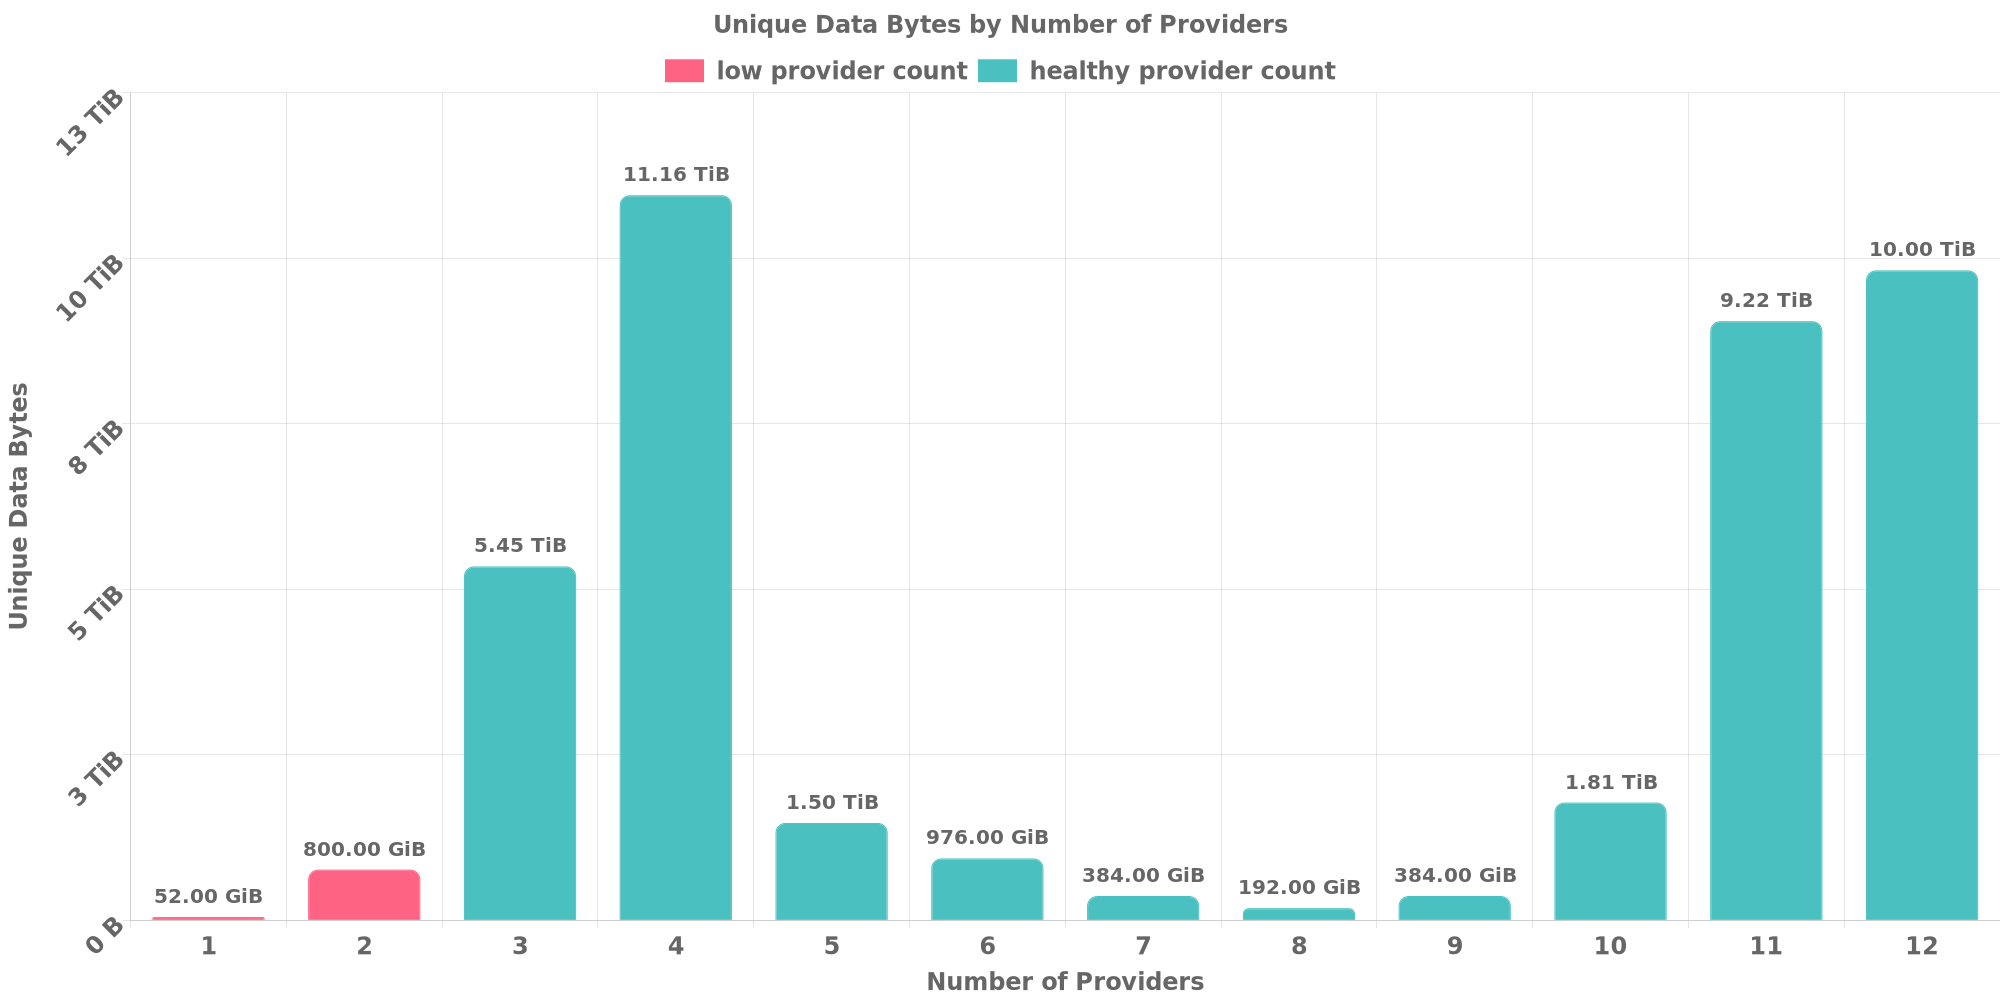 Unique Data Bytes by Number of Providers
low provider count healthy provider count
13 TiB
10 TiB
8 TiB
5 TiB
3 TiB
0 B
Unique Data Bytes
52.00 GiB
800.00 GiB
5.45 TiB
11.16 TiB
1.50 TiB
976.00 GiB
384.00 GiB
192.00 GiB
384.00 GiB
1.81 TiB
9.22 TiB
10.00 TiB
1 2 3 4 5 6 7 8 9 10 11 12
Number of Providers